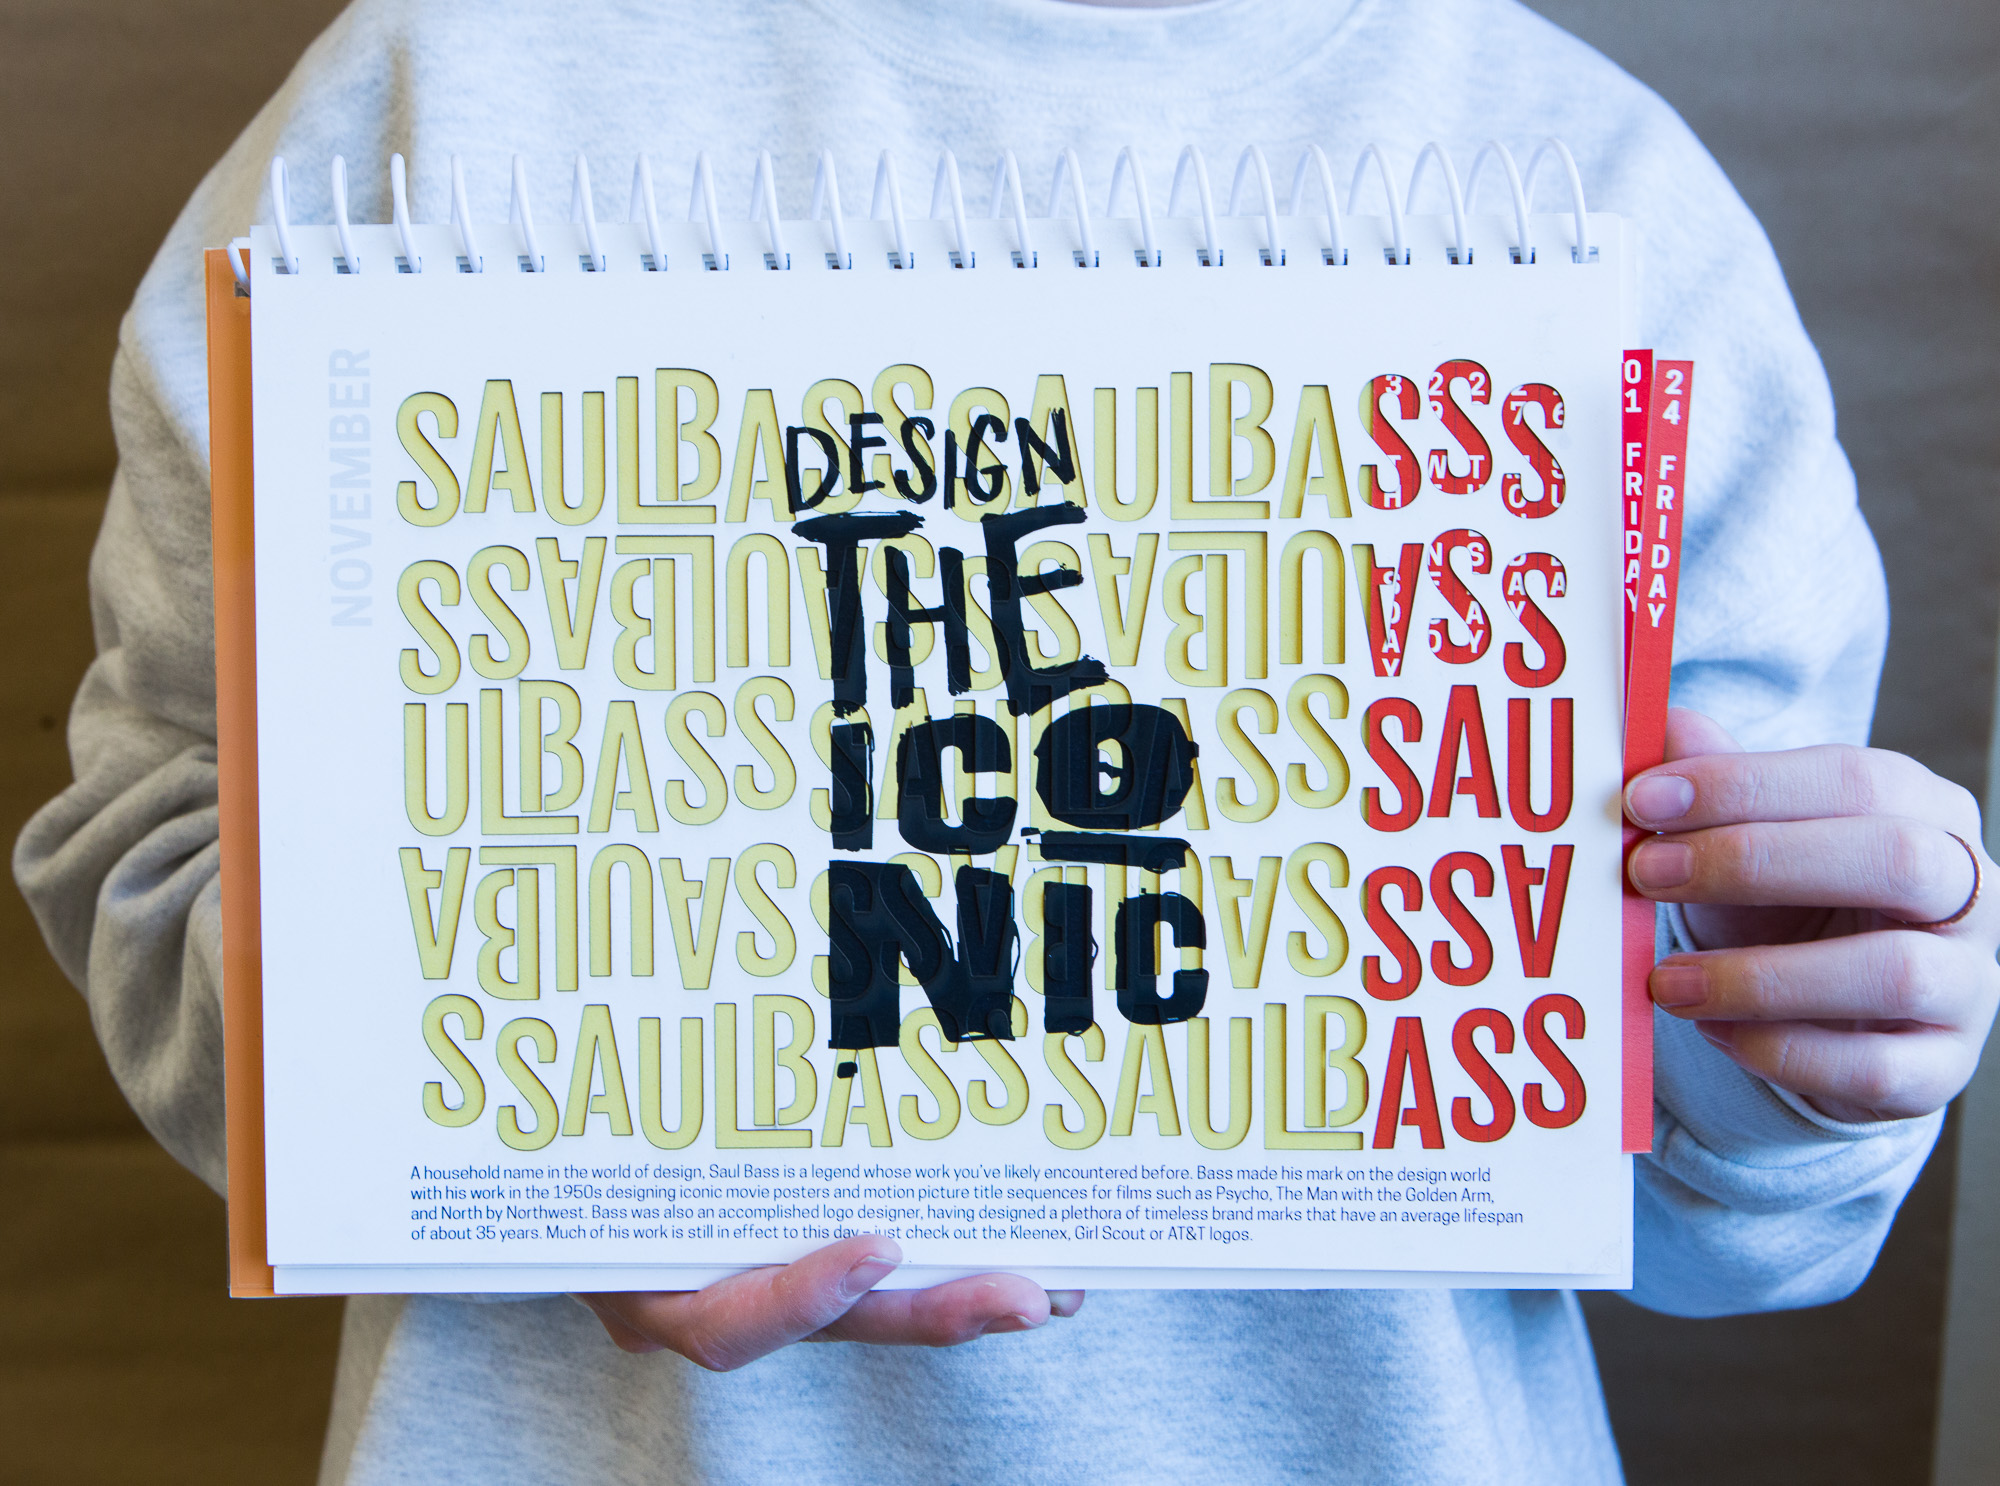 NOVEMBER
SAULBASSSAULBASSS
SSABLUASSSABLUASS
ULBASSSAULBASSSAU
ABLUASSSABLUASSSA
SSAULBASSSAULBASS
DESIGN
THE
ICO
NIC
01 FRIDAY
24 FRIDAY
A household name in the world of design, Saul Bass is a legend whose work you've likely encountered before. Bass made his mark on the design world
with his work in the 1950s designing iconic movie posters and motion picture title sequences for films such as Psycho, The Man with the Golden Arm,
and North by Northwest. Bass was also an accomplished logo designer, having designed a plethora of timeless brand marks that have an average lifespan
of about 35 years. Much of his work is still in effect to this day – just check out the Kleenex, Girl Scout or AT&T logos.